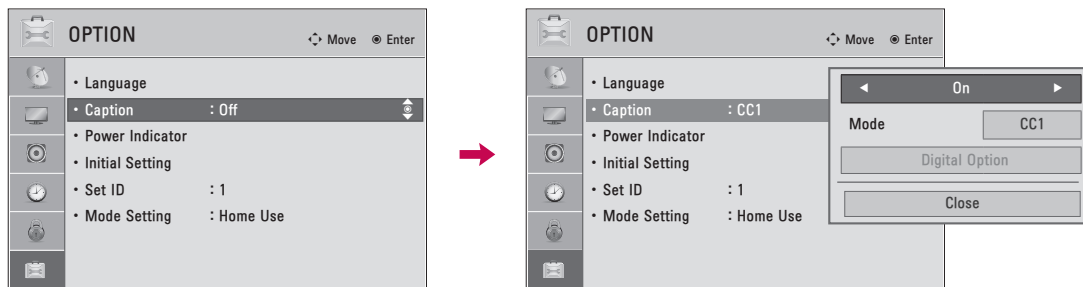 OPTION
Move Enter
• Language
• Caption : Off
• Power Indicator
• Initial Setting
• Set ID : 1
• Mode Setting : Home Use
OPTION
Move Enter
• Language
• Caption : CC1
• Power Indicator
• Initial Setting
• Set ID : 1
• Mode Setting : Home Use
On
Mode CC1
Digital Option
Close